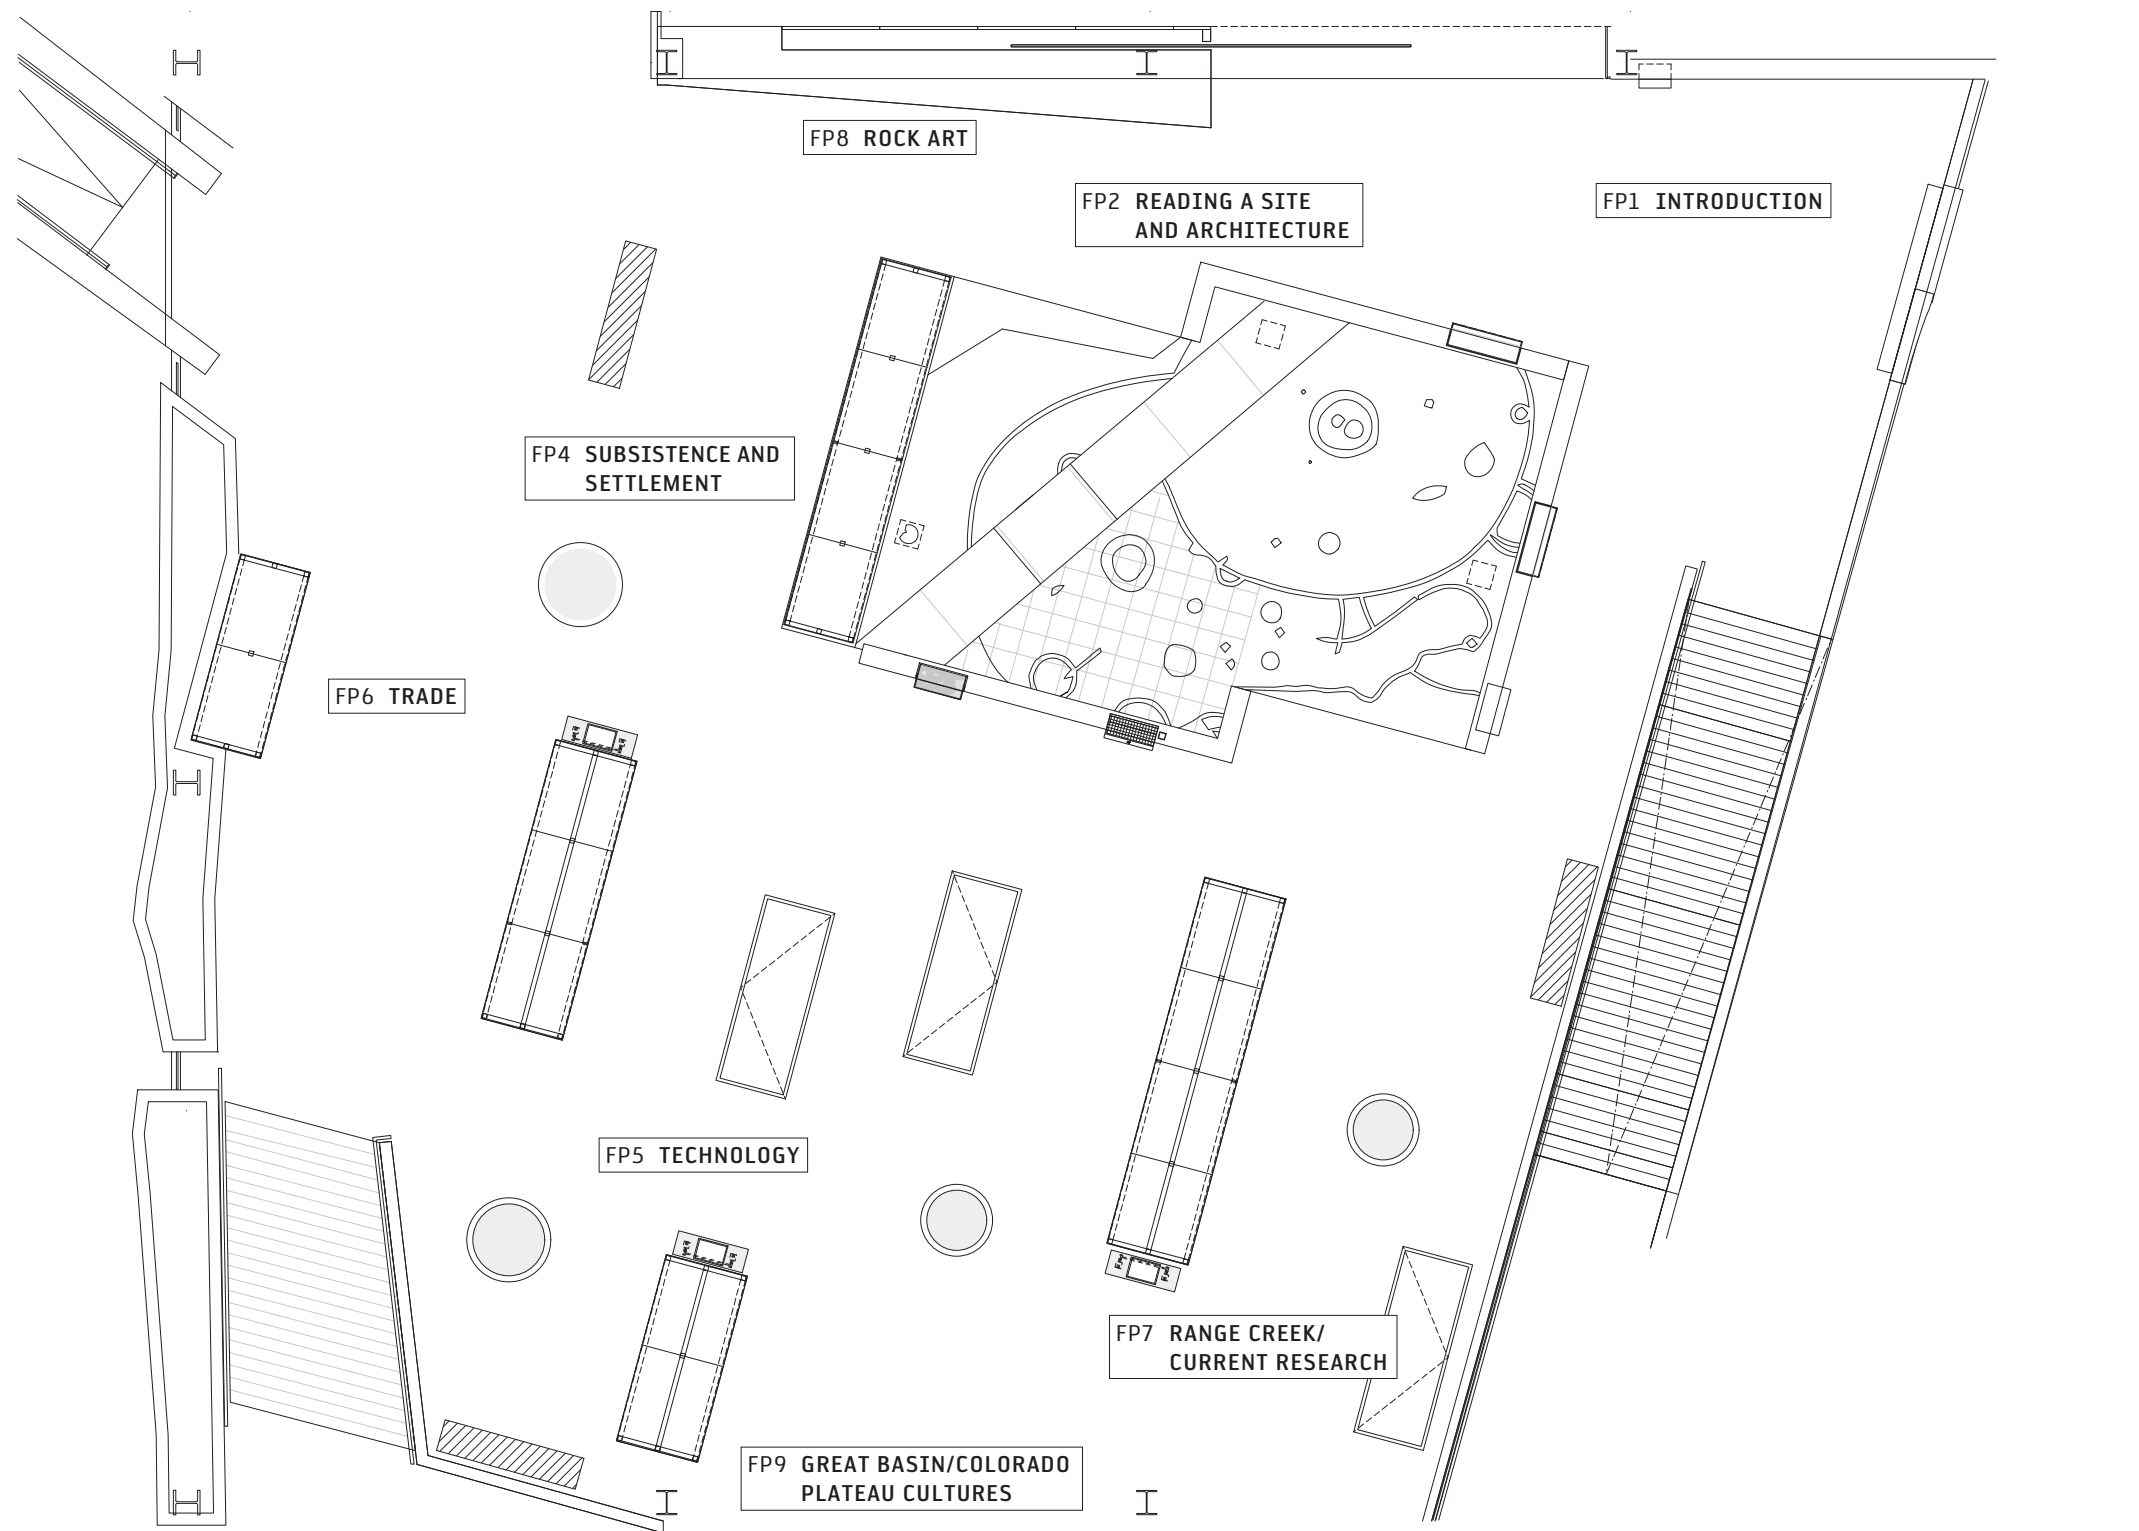 FP8 ROCK ART
FP2 READING A SITE
AND ARCHITECTURE
FP1 INTRODUCTION
FP4 SUBSISTENCE AND
SETTLEMENT
FP6 TRADE
FP5 TECHNOLOGY
FP7 RANGE CREEK/
CURRENT RESEARCH
FP9 GREAT BASIN/COLORADO
PLATEAU CULTURES